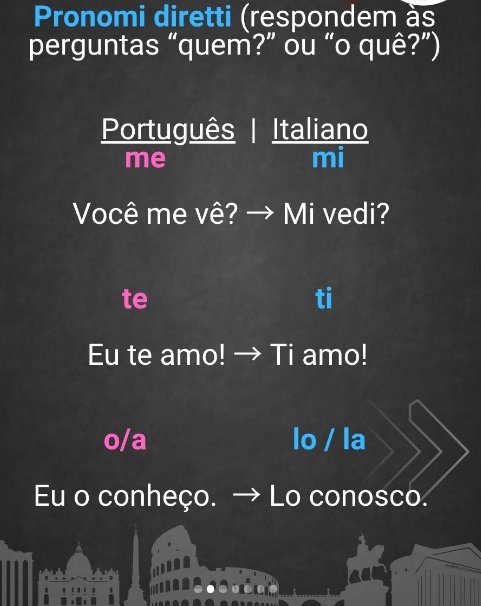 Pronomi diretti (respondem às
perguntas “quem?” ou “o quê?”)
Português | Italiano
me mi
Você me vê? → Mi vedi?
te ti
Eu te amo! → Ti amo!
o/a lo / la
Eu o conheço. → Lo conosco.